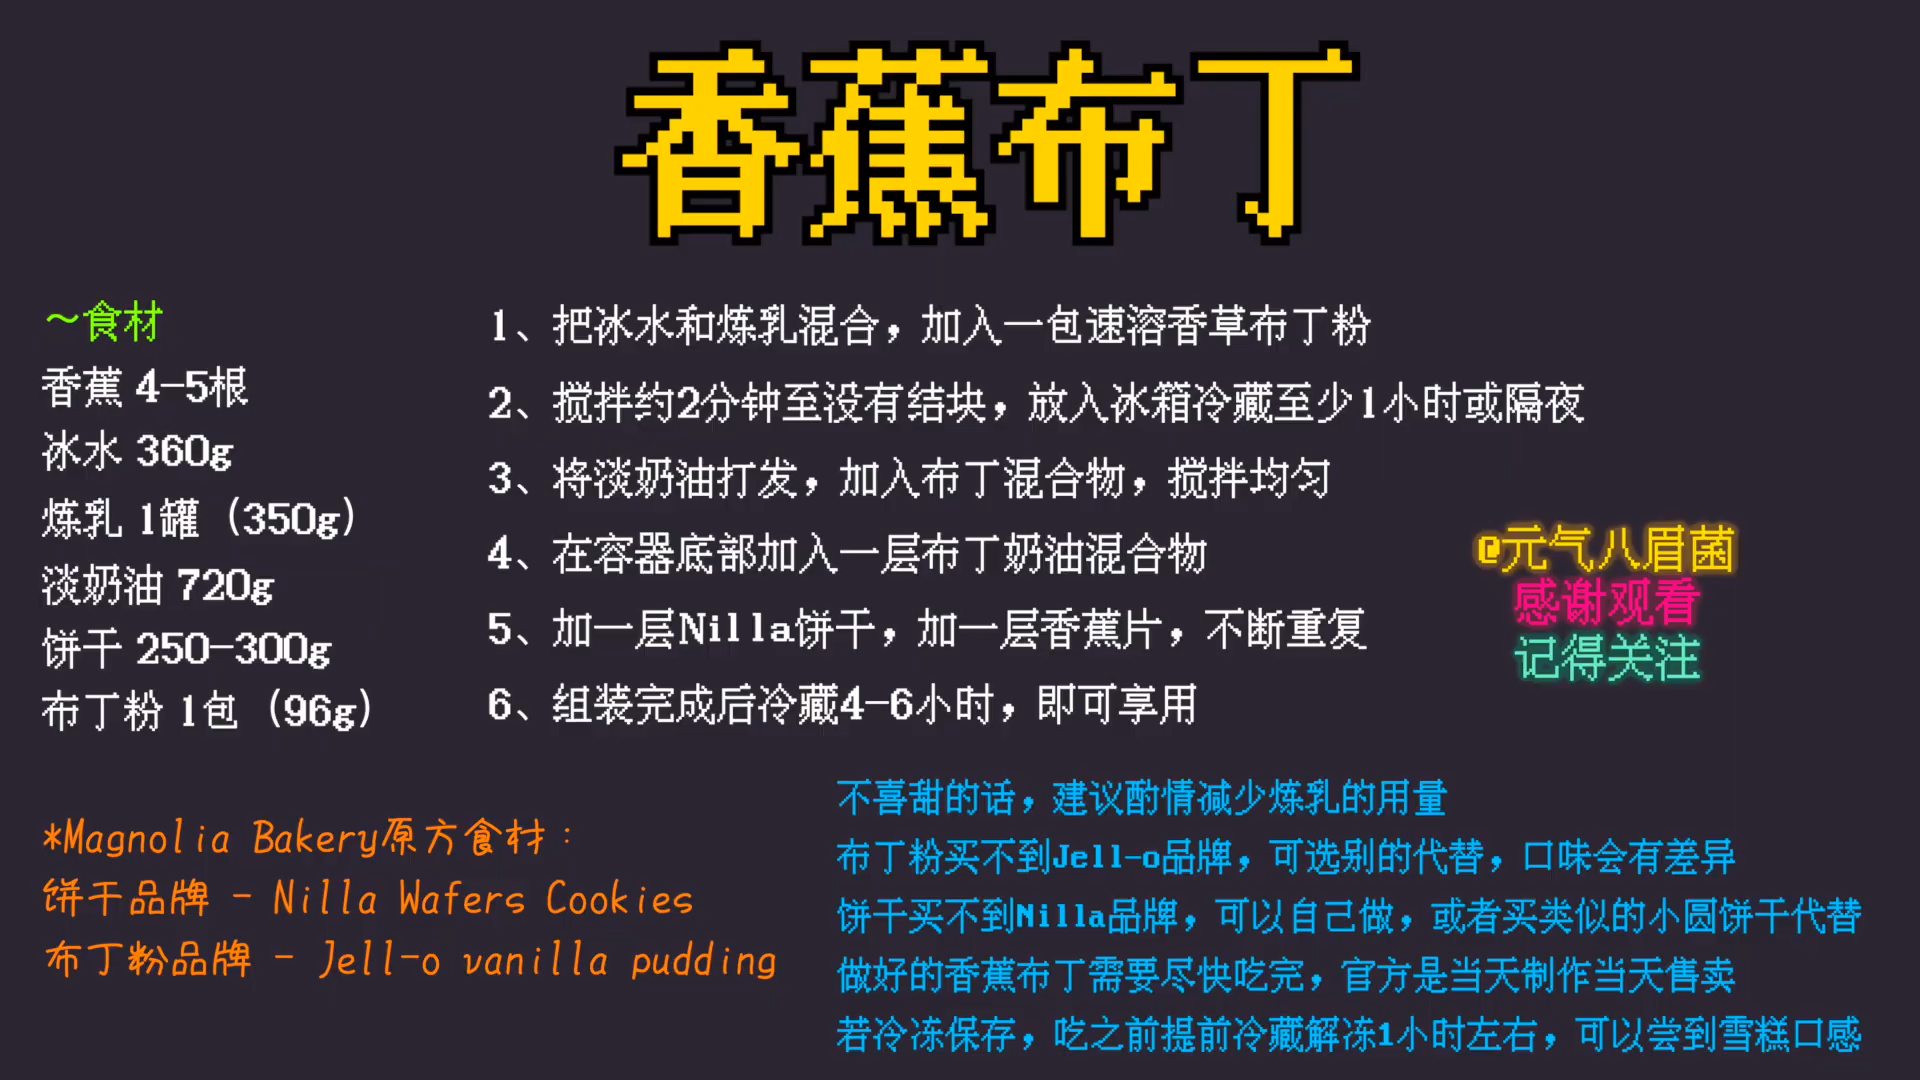 香蕉布丁
～食材
香蕉 4-5根
冰水 360g
炼乳 1罐（350g）
淡奶油 720g
饼干 250-300g
布丁粉 1包（96g）
1、把冰水和炼乳混合，加入一包速溶香草布丁粉
2、搅拌约2分钟至没有结块，放入冰箱冷藏至少1小时或隔夜
3、将淡奶油打发，加入布丁混合物，搅拌均匀
4、在容器底部加入一层布丁奶油混合物
5、加一层Nilla饼干，加一层香蕉片，不断重复
6、组装完成后冷藏4-6小时，即可享用
@元气八眉菌
感谢观看
记得关注
*Magnolia Bakery原方食材：
饼干品牌 - Nilla Wafers Cookies
布丁粉品牌 - Jell-o vanilla pudding
不喜甜的话，建议酌情减少炼乳的用量
布丁粉买不到Jell-o品牌，可选别的代替，口味会有差异
饼干买不到Nilla品牌，可以自己做，或者买类似的小圆饼干代替
做好的香蕉布丁需要尽快吃完，官方是当天制作当天售卖
若冷冻保存，吃之前提前冷藏解冻1小时左右，可以尝到雪糕口感